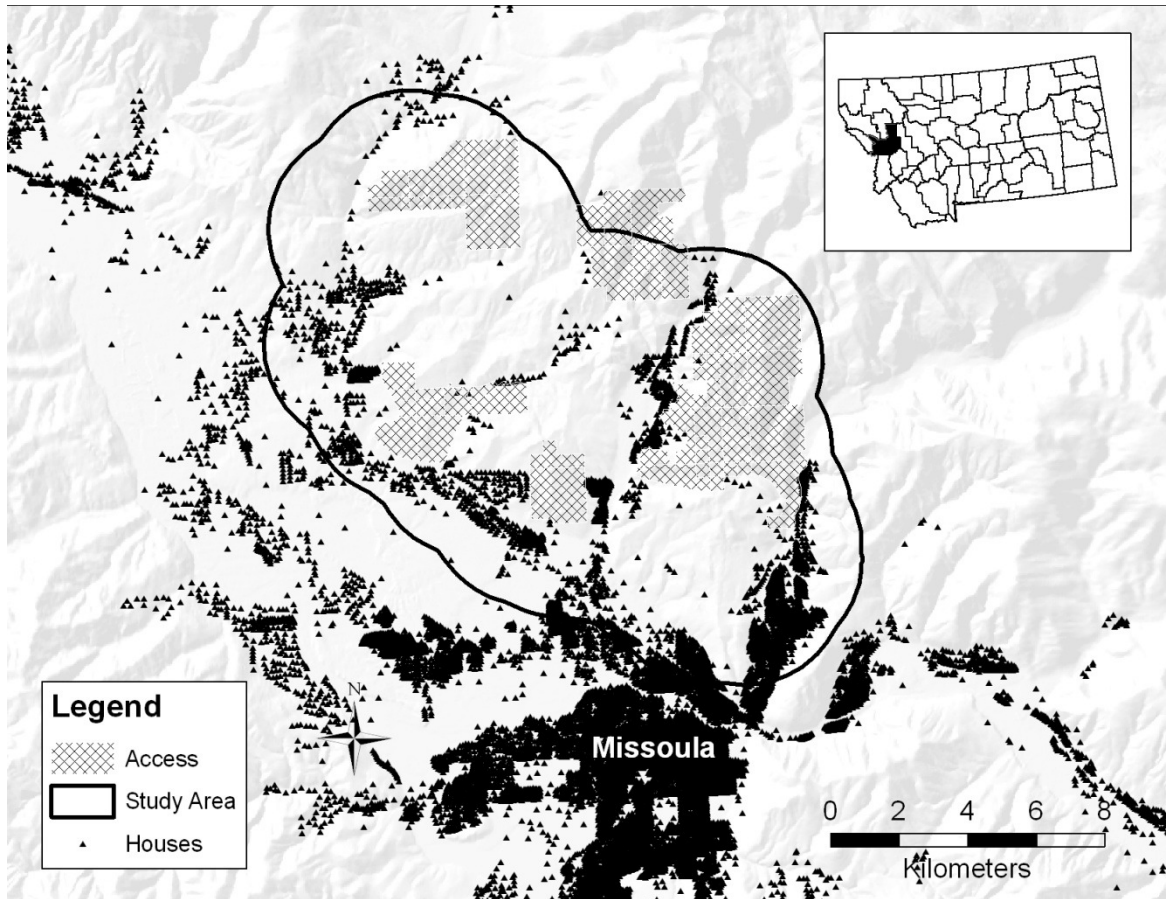 Legend
Access
Study Area
Houses
N
Missoula
0 2 4 6 8
Kilometers